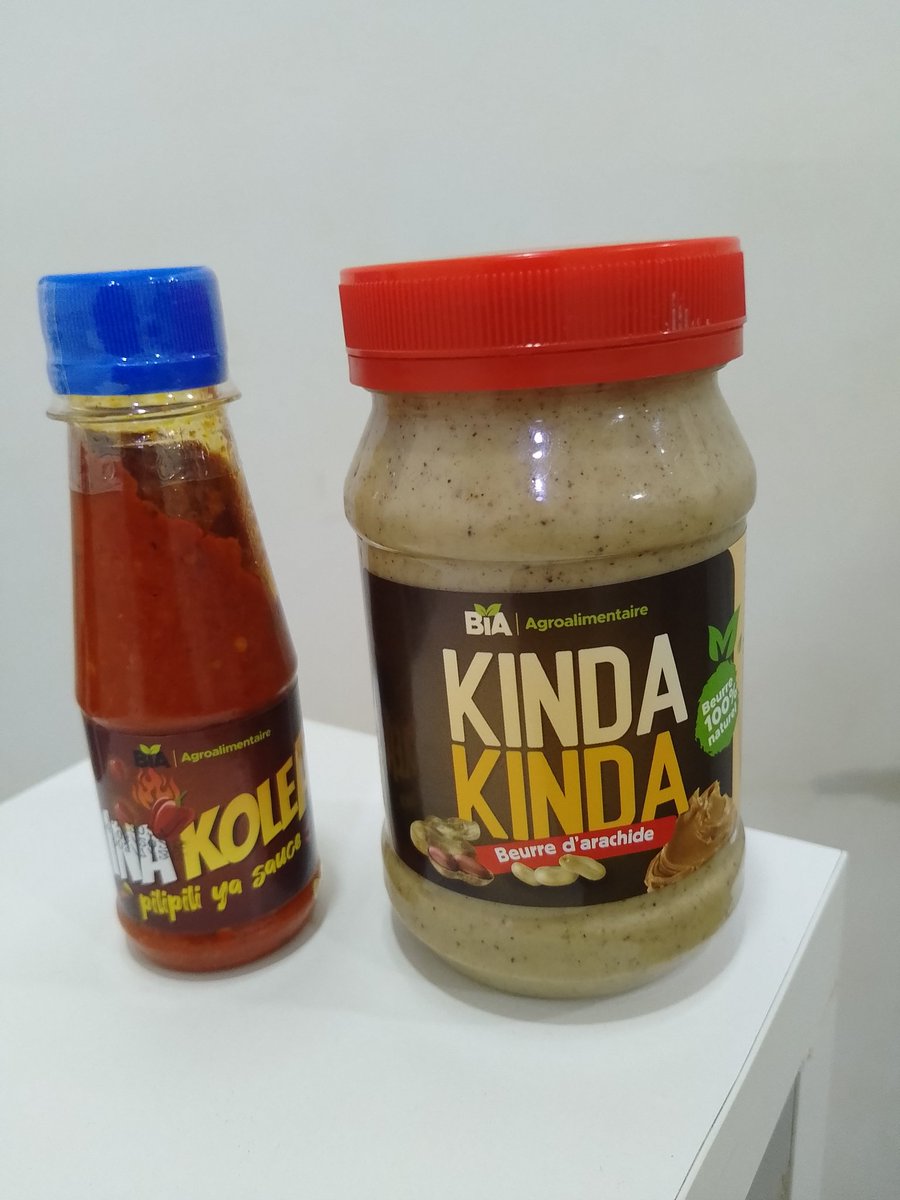 BIA | Agroalimentaire
KOLE
pilipili ya sauce
BIA | Agroalimentaire
KINDA
KINDA
Beurre d'arachide
Beurre
100%
naturel